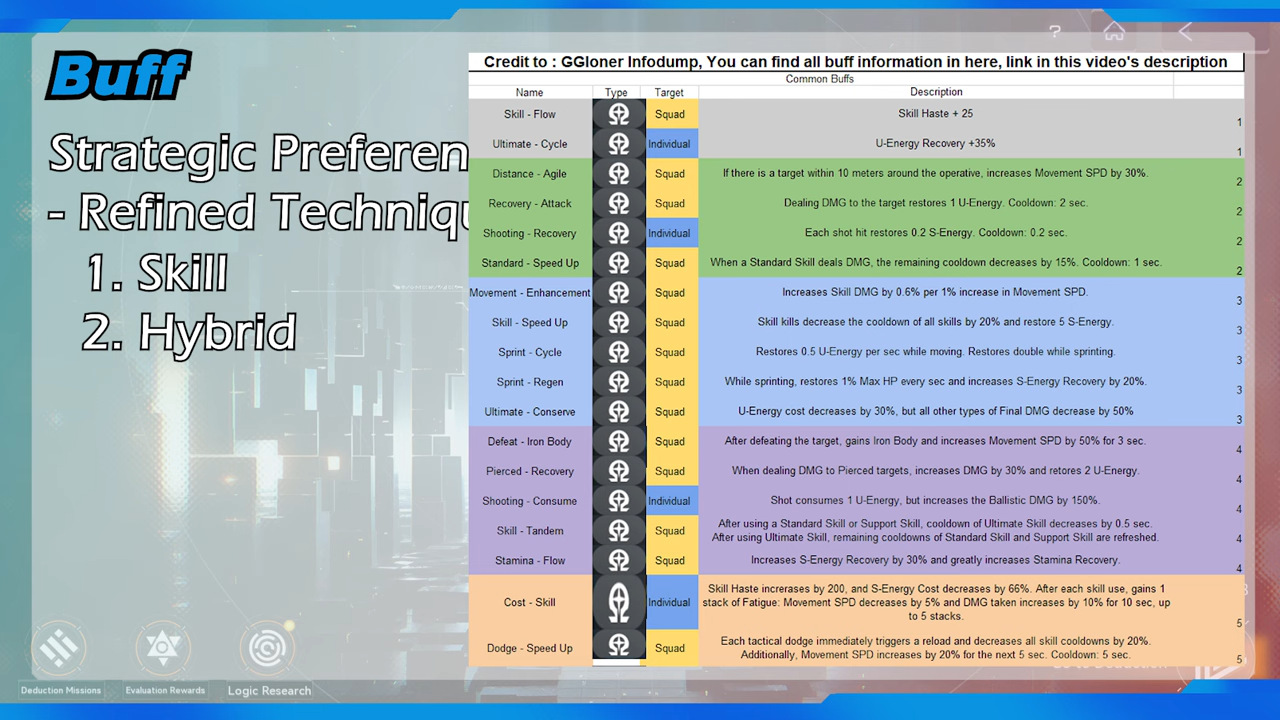 Buff
Strategic Preferen
- Refined Techniqu
1. Skill
2. Hybrid
Credit to : GGloner Infodump, You can find all buff information in here, link in this video's description
Common Buffs
Name Type Target Description
Skill - Flow Squad Skill Haste + 25 1
Ultimate - Cycle Individual U-Energy Recovery +35% 1
Distance - Agile Squad If there is a target within 10 meters around the operative, increases Movement SPD by 30%. 2
Recovery - Attack Squad Dealing DMG to the target restores 1 U-Energy. Cooldown: 2 sec. 2
Shooting - Recovery Individual Each shot hit restores 0.2 S-Energy. Cooldown: 0.2 sec. 2
Standard - Speed Up Squad When a Standard Skill deals DMG, the remaining cooldown decreases by 15%. Cooldown: 1 sec. 2
Movement - Enhancement Squad Increases Skill DMG by 0.6% per 1% increase in Movement SPD. 3
Skill - Speed Up Squad Skill kills decrease the cooldown of all skills by 20% and restore 5 S-Energy. 3
Sprint - Cycle Squad Restores 0.5 U-Energy per sec while moving. Restores double while sprinting. 3
Sprint - Regen Squad While sprinting, restores 1% Max HP every sec and increases S-Energy Recovery by 20%. 3
Ultimate - Conserve Squad U-Energy cost decreases by 30%, but all other types of Final DMG decrease by 50% 3
Defeat - Iron Body Squad After defeating the target, gains Iron Body and increases Movement SPD by 50% for 3 sec. 4
Pierced - Recovery Squad When dealing DMG to Pierced targets, increases DMG by 30% and retores 2 U-Energy. 4
Shooting - Consume Individual Shot consumes 1 U-Energy, but increases the Ballistic DMG by 150%. 4
Skill - Tandem Squad After using a Standard Skill or Support Skill, cooldown of Ultimate Skill decreases by 0.5 sec.
After using Ultimate Skill, remaining cooldowns of Standard Skill and Support Skill are refreshed. 4
Stamina - Flow Squad Increases S-Energy Recovery by 30% and greatly increases Stamina Recovery. 4
Cost - Skill Individual Skill Haste increrases by 200, and S-Energy Cost decreases by 66%. After each skill use, gains 1
stack of Fatigue: Movement SPD decreases by 5% and DMG taken increases by 10% for 10 sec, up
to 5 stacks. 5
Dodge - Speed Up Squad Each tactical dodge immediately triggers a reload and decreases all skill cooldowns by 20%.
Additionally, Movement SPD increases by 20% for the next 5 sec. Cooldown: 5 sec. 5
Deduction Missions Evaluation Rewards Logic Research